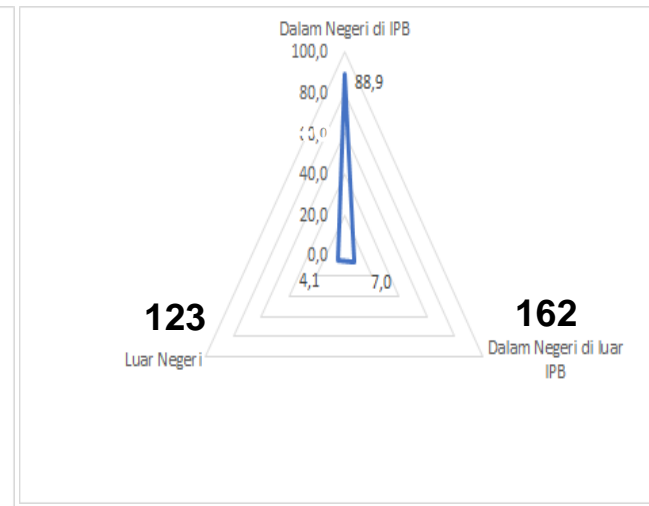 Dalam Negeri di IPB
100,0
80,0
88,9
40,0
20,0
0,0
4,1
7,0
123
162
Luar Negeri
Dalam Negeri di luar
IPB